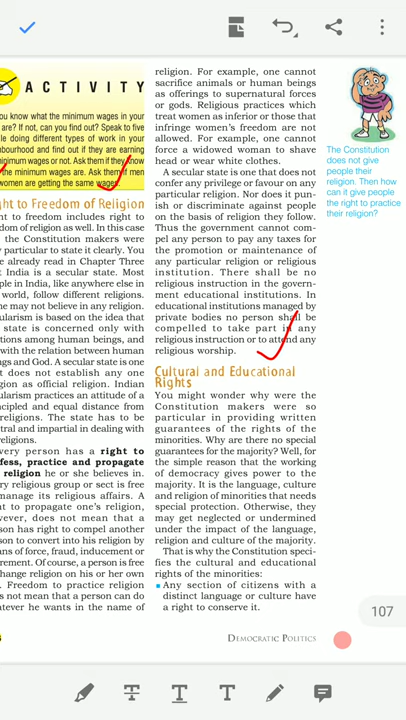 ACTIVITY
you know what the minimum wages in your
are? If not, can you find out? Speak to five
le doing different types of work in your
hbourhood and find out if they are earning
minimum wages or not. Ask them if they know
the minimum wages are. Ask them if men
women are getting the same wages.
ht to Freedom of Religion
ht to freedom includes right to
dom of religion as well. In this case
the Constitution makers were
y particular to state it clearly. You
e already read in Chapter Three
t India is a secular state. Most
ple in India, like anywhere else in
world, follow different religions.
e may not believe in any religion.
ularism is based on the idea that
state is concerned only with
tions among human beings, and
with the relation between human
ngs and God. A secular state is one
t does not establish any one
gion as official religion. Indian
ularism practices an attitude of a
cipled and equal distance from
religions. The state has to be
tral and impartial in dealing with
religions.
very person has a right to
fess, practice and propagate
religion he or she believes in.
ry religious group or sect is free
manage its religious affairs. A
t to propagate one's religion,
ever, does not mean that a
son has right to compel another
son to convert into his religion by
ans of force, fraud, inducement or
rement. Of course, a person is free
hange religion on his or her own
Freedom to practice religion
s not mean that a person can do
atever he wants in the name of
religion. For example, one cannot
sacrifice animals or human beings
as offerings to supernatural forces
or gods. Religious practices which
treat women as inferior or those that
infringe women's freedom are not
allowed. For example, one cannot
force a widowed woman to shave
head or wear white clothes.
A secular state is one that does not
confer any privilege or favour on any
particular religion. Nor does it pun-
ish or discriminate against people
on the basis of religion they follow.
Thus the government cannot com-
pel any person to pay any taxes for
the promotion or maintenance of
any particular religion or religious
institution. There shall be no
religious instruction in the govern-
ment educational institutions. In
educational institutions managed by
private bodies no person shall be
compelled to take part in any
religious instruction or to attend any
religious worship.
Cultural and Educational
Rights
You might wonder why were the
Constitution makers were so
particular in providing written
guarantees of the rights of the
minorities. Why are there no special
guarantees for the majority? Well, for
the simple reason that the working
of democracy gives power to the
majority. It is the language, culture
and religion of minorities that needs
special protection. Otherwise, they
may get neglected or undermined
under the impact of the language,
religion and culture of the majority.
That is why the Constitution speci-
fies the cultural and educational
rights of the minorities:
Any section of citizens with a
distinct language or culture have
a right to conserve it.
The Constitution
does not give
people their
religion. Then how
can it give people
the right to practice
their religion?
107
DEMOCRATIC POLITICS